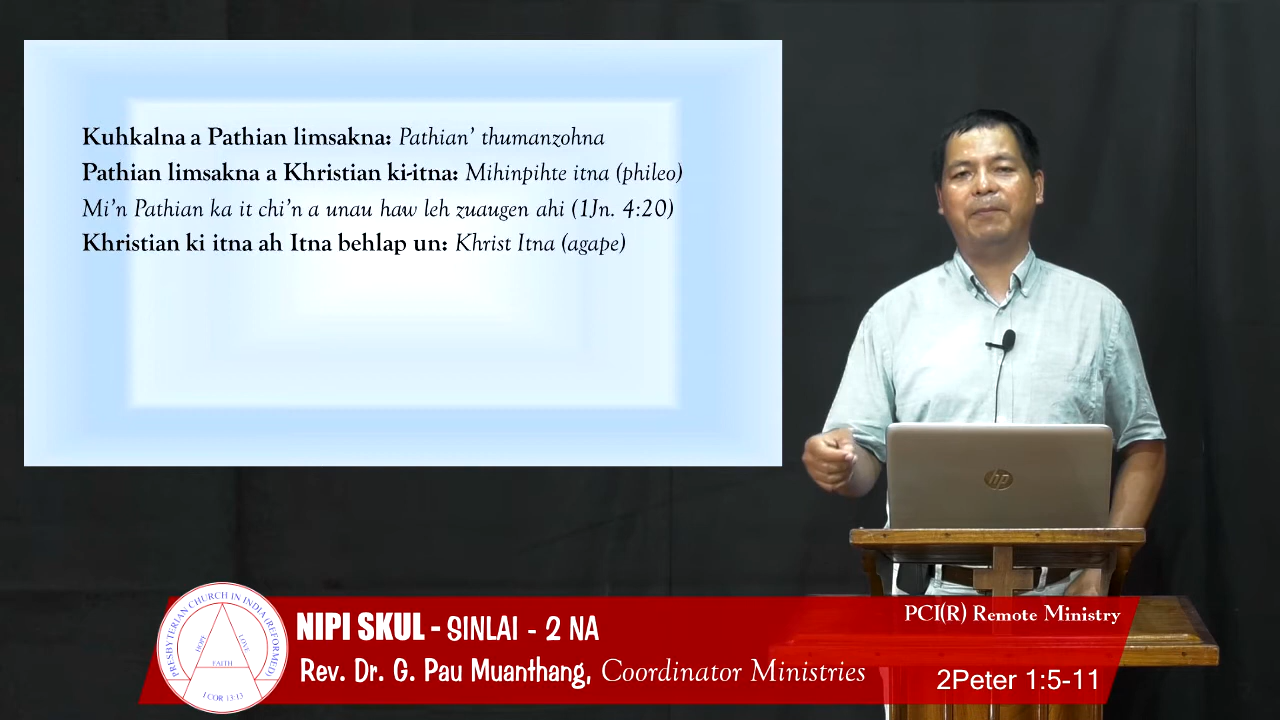 Kuhkalna a Pathian limsakna: Pathian’ thumanzohna
Pathian limsakna a Khristian ki-itna: Mihinpihte itna (phileo)
Mi’n Pathian ka it chi’n a unau haw leh zuaugen ahi (1Jn. 4:20)
Khristian ki itna ah Itna behlap un: Khrist Itna (agape)
hp
PRESBYTERIAN CHURCH IN INDIA (REFORMED)
HOPE
LOVE
FAITH
I COR 13:13
NIPI SKUL - SINLAI - 2 NA
Rev. Dr. G. Pau Muanthang, Coordinator Ministries
PCI(R) Remote Ministry
2Peter 1:5-11